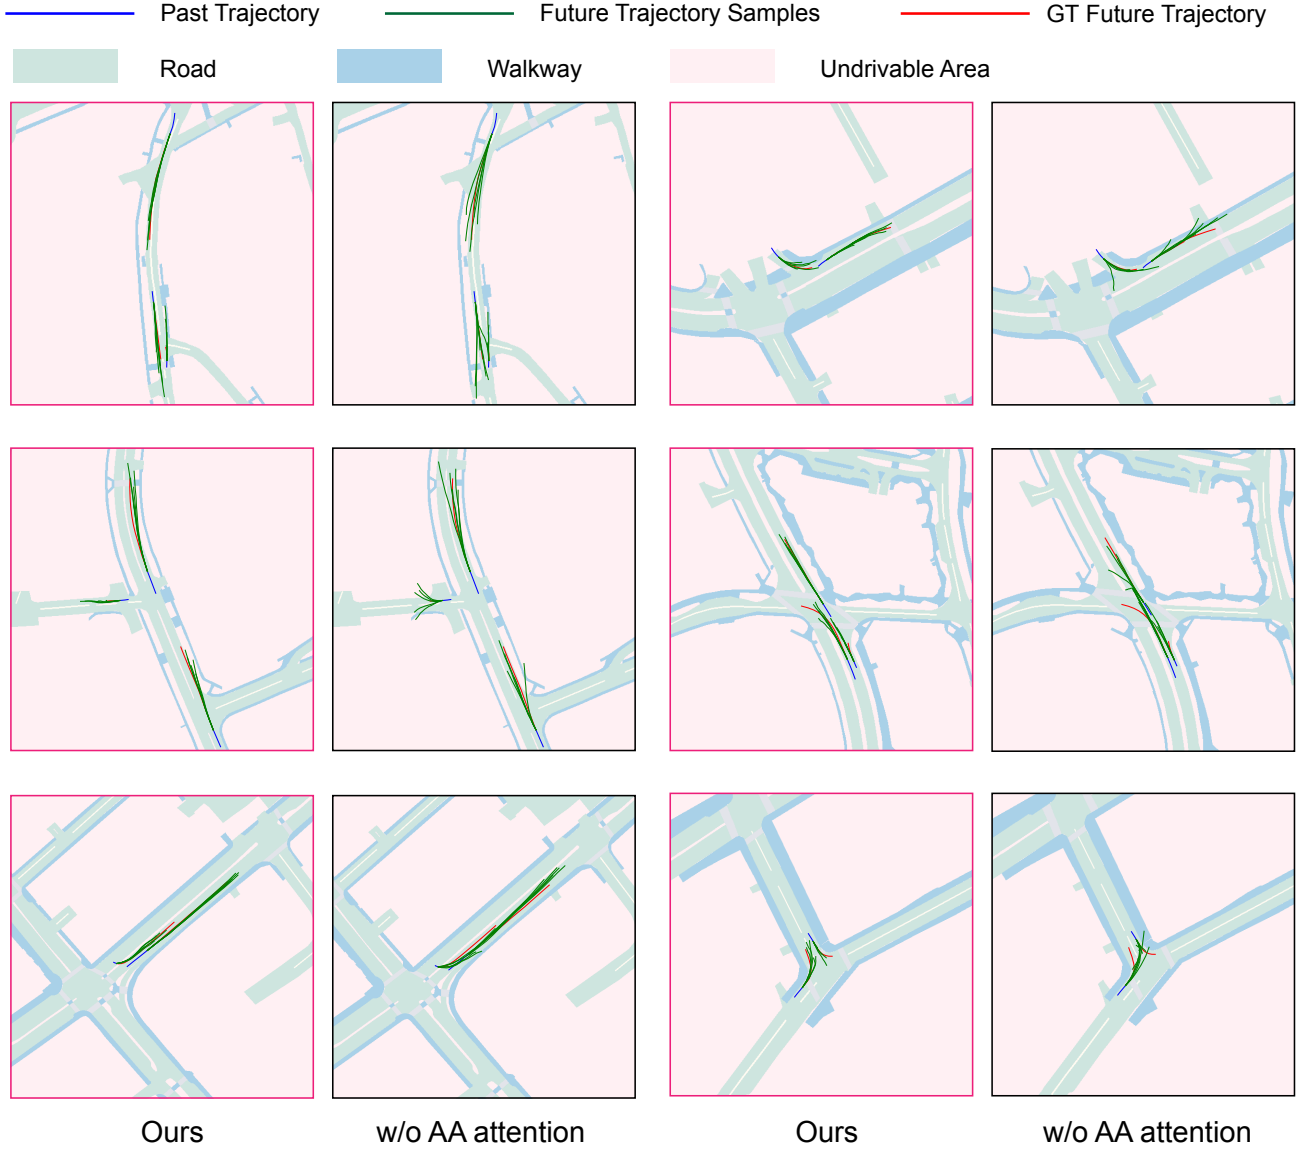 Past Trajectory Future Trajectory Samples GT Future Trajectory
Road Walkway Undrivable Area
Ours w/o AA attention Ours w/o AA attention